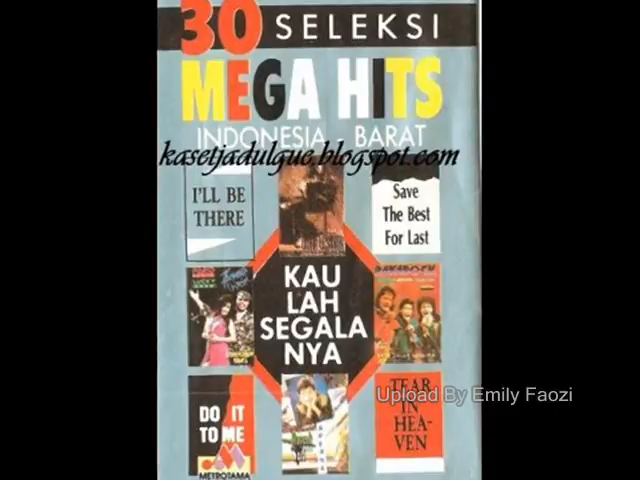 30 SELEKSI
MEGA HITS
INDONESIA - BARAT
kasetjadulgue.blogspot.com
I'LL BE
THERE
Save
The Best
For Last
KAU
LAH
SEGALA
NYA
Upload By Emily Faozi
DO IT
TO ME
TEAR
IN
HEA-
VEN
METROTAMA